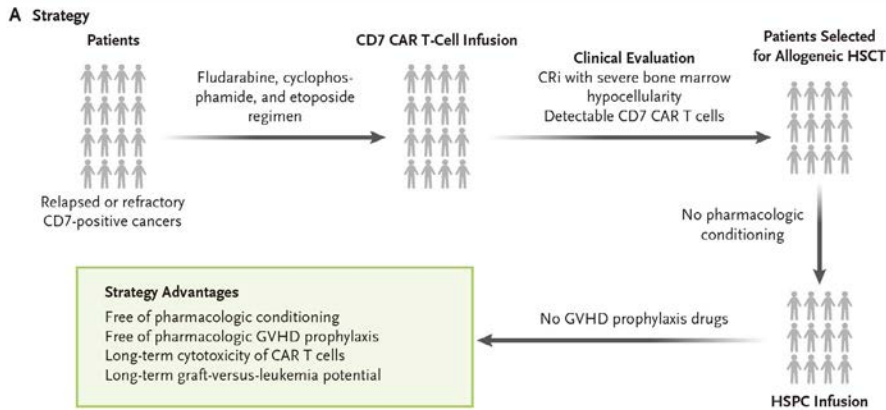 A Strategy
Patients
Fludarabine, cyclophos-
phamide, and etoposide
regimen
Relapsed or refractory
CD7-positive cancers
CD7 CAR T-Cell Infusion
Clinical Evaluation
CRi with severe bone marrow
hypocellularity
Detectable CD7 CAR T cells
Patients Selected
for Allogeneic HSCT
No pharmacologic
conditioning
HSPC Infusion
No GVHD prophylaxis drugs
Strategy Advantages
Free of pharmacologic conditioning
Free of pharmacologic GVHD prophylaxis
Long-term cytotoxicity of CAR T cells
Long-term graft-versus-leukemia potential